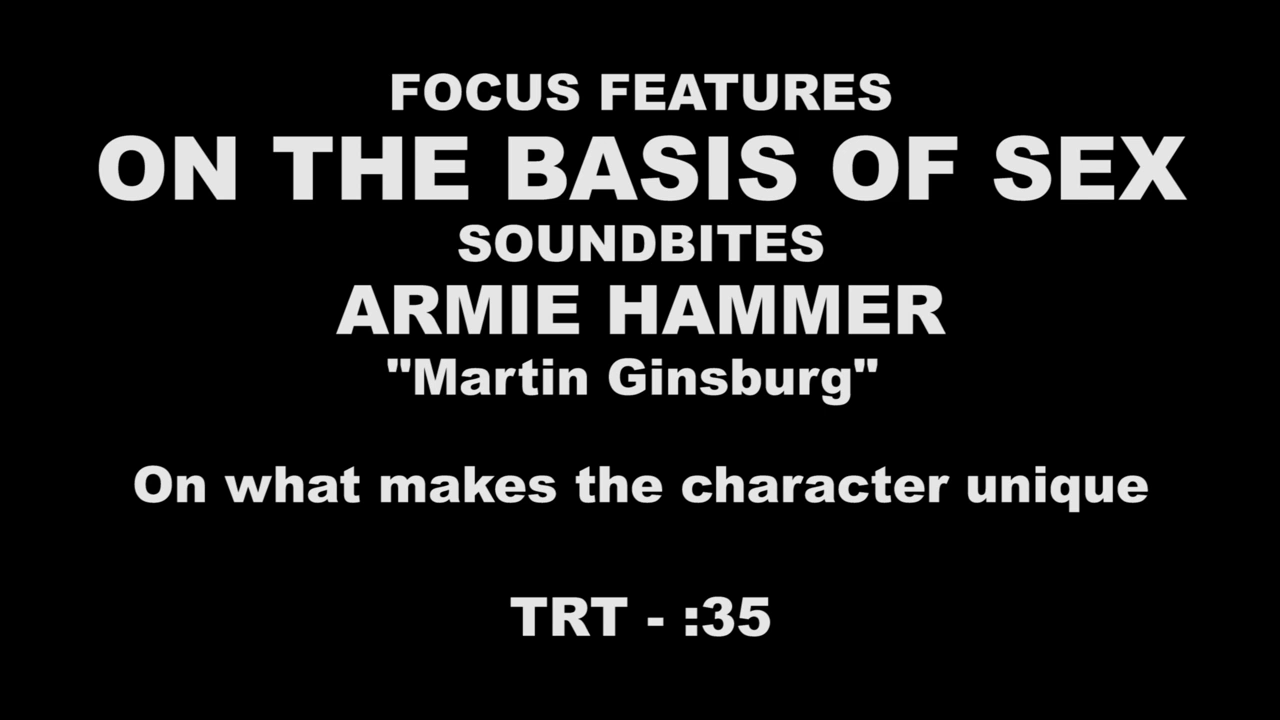 FOCUS FEATURES
ON THE BASIS OF SEX
SOUNDBITES
ARMIE HAMMER
"Martin Ginsburg"
On what makes the character unique
TRT - :35